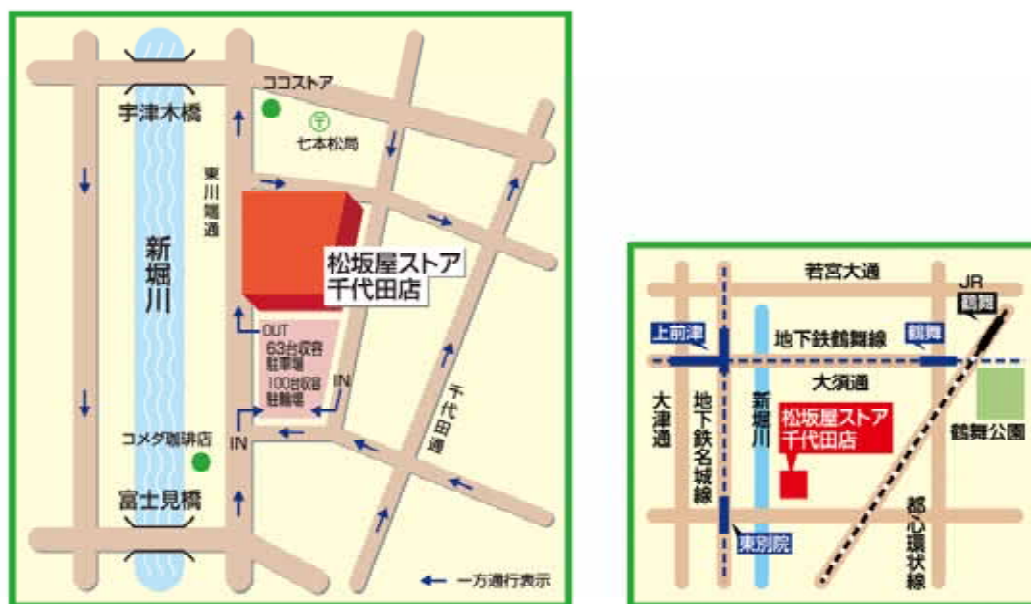 ココストア
宇津木橋
〒
七本松局
東川端通
新堀川
松坂屋ストア
千代田店
OUT
63台収容
駐車場
100台収容
駐輪場
IN
IN
コメダ珈琲店
富士見橋
千代田通
一方通行表示
若宮大通
JR
鶴舞
上前津
地下鉄鶴舞線
鶴舞
大須通
大津通
地下鉄名城線
新堀川
松坂屋ストア
千代田店
鶴舞公園
東別院
都心環状線